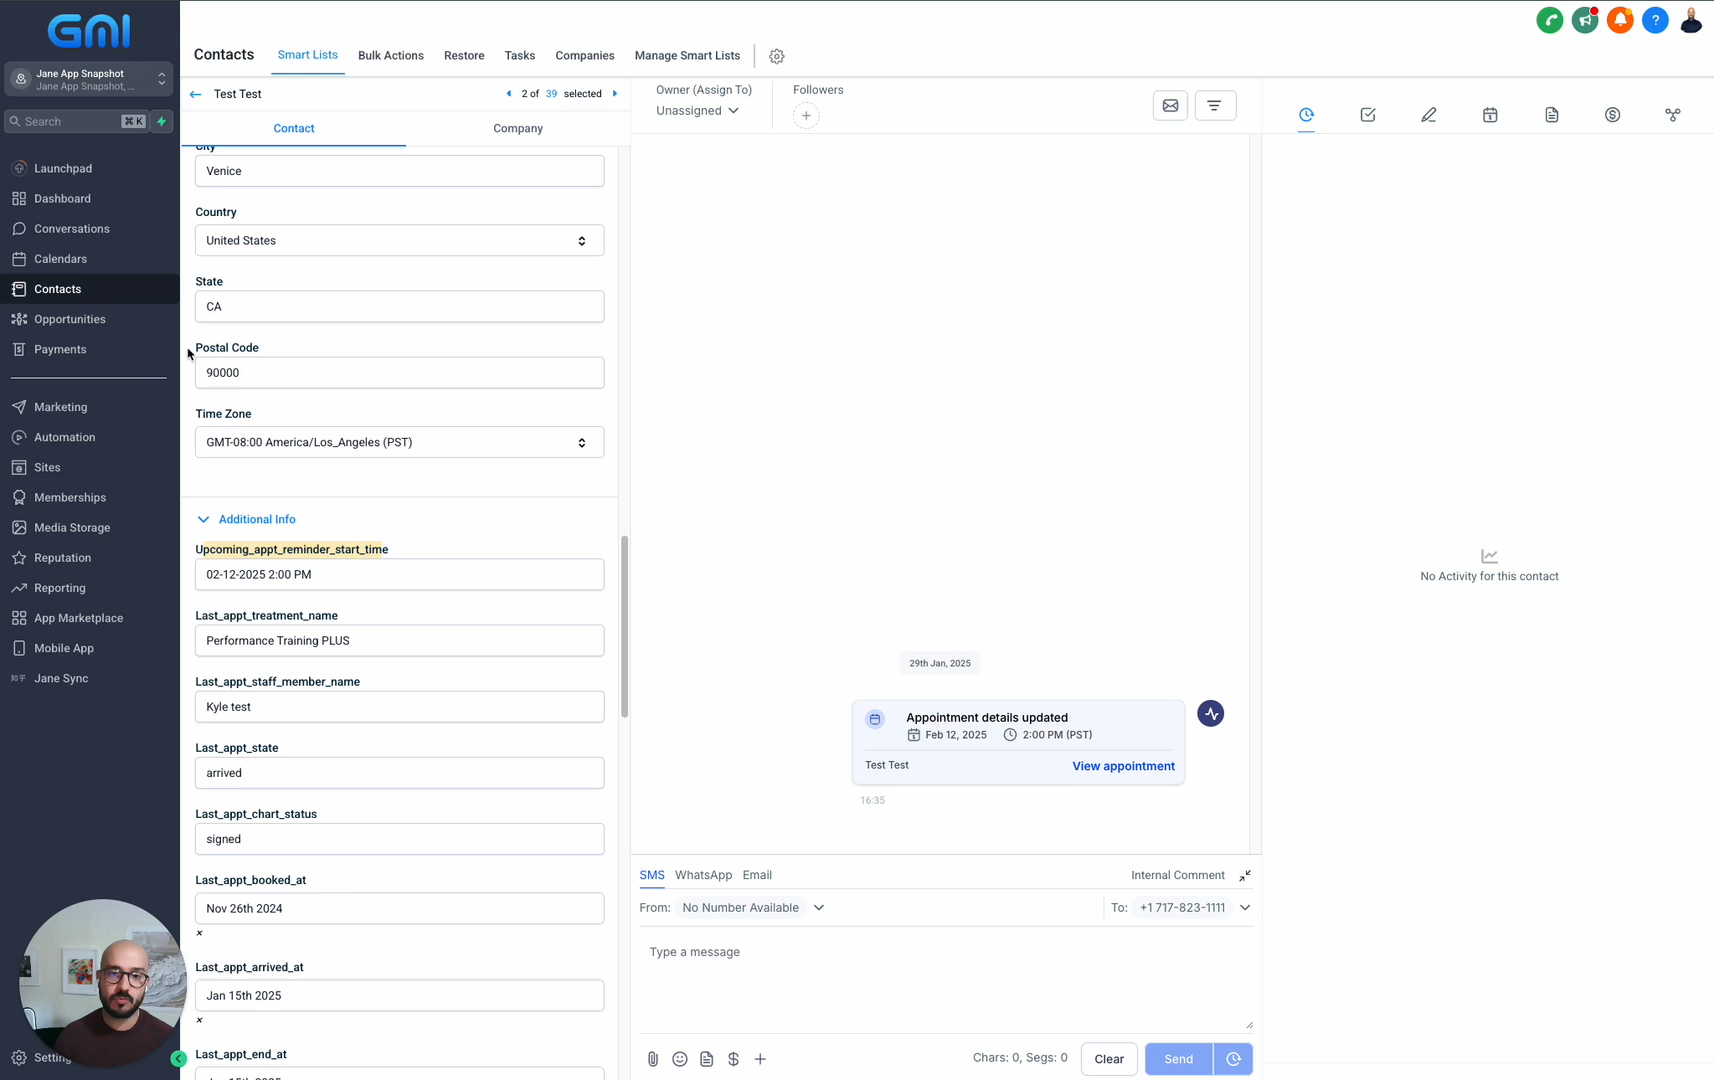 GMI
Jane App Snapshot
Jane App Snapshot, ...
Search
⌘ K
Launchpad
Dashboard
Conversations
Calendars
Contacts
Opportunities
Payments
Marketing
Automation
Sites
Memberships
Media Storage
Reputation
Reporting
App Marketplace
Mobile App
Jane Sync
Contacts
Smart Lists
Bulk Actions
Restore
Tasks
Companies
Manage Smart Lists
Test Test
2 of 39 selected
Contact
Company
City
Venice
Country
United States
State
CA
Postal Code
90000
Time Zone
GMT-08:00 America/Los_Angeles (PST)
Additional Info
Upcoming_appt_reminder_start_time
02-12-2025 2:00 PM
Last_appt_treatment_name
Performance Training PLUS
Last_appt_staff_member_name
Kyle test
Last_appt_state
arrived
Last_appt_chart_status
signed
Last_appt_booked_at
Nov 26th 2024
×
Last_appt_arrived_at
Jan 15th 2025
×
Last_appt_end_at
Owner (Assign To)
Unassigned
Followers
29th Jan, 2025
Appointment details updated
Feb 12, 2025
2:00 PM (PST)
Test Test
View appointment
16:35
SMS
WhatsApp
Email
Internal Comment
From: No Number Available
To: +1 717-823-1111
Type a message
Chars: 0, Segs: 0
Clear
Send
No Activity for this contact